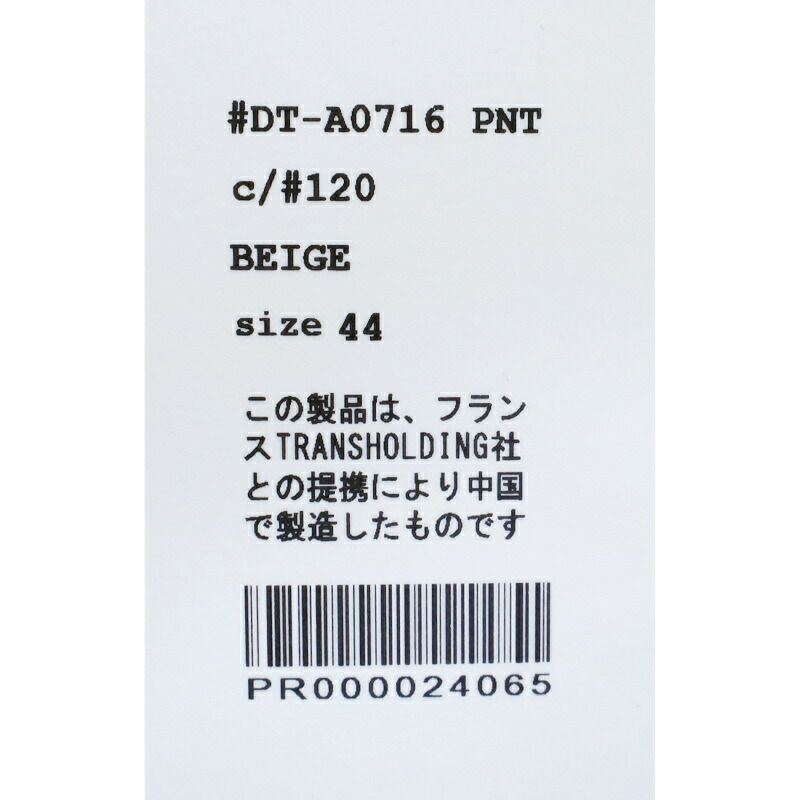 #DT-A0716 PNT
c/#120
BEIGE
size 44
この製品は、フラン
スTRANSHOLDING社
との提携により中国
で製造したものです
PR000024065